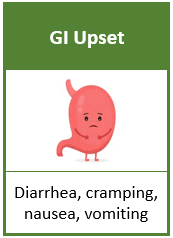 GI Upset
Diarrhea, cramping,
nausea, vomiting